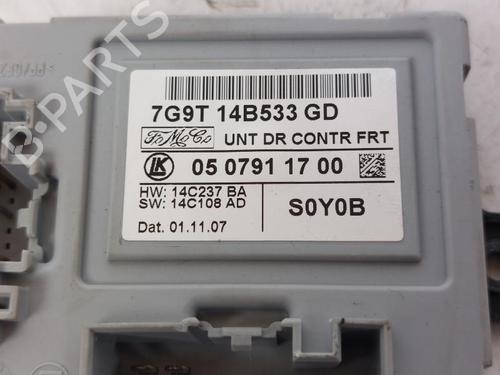 7G9T 14B533 GD
FoMoCo UNT DR CONTR FRT
LK 05 0791 17 00
HW: 14C237 BA
SW: 14C108 AD
S0Y0B
Dat. 01.11.07